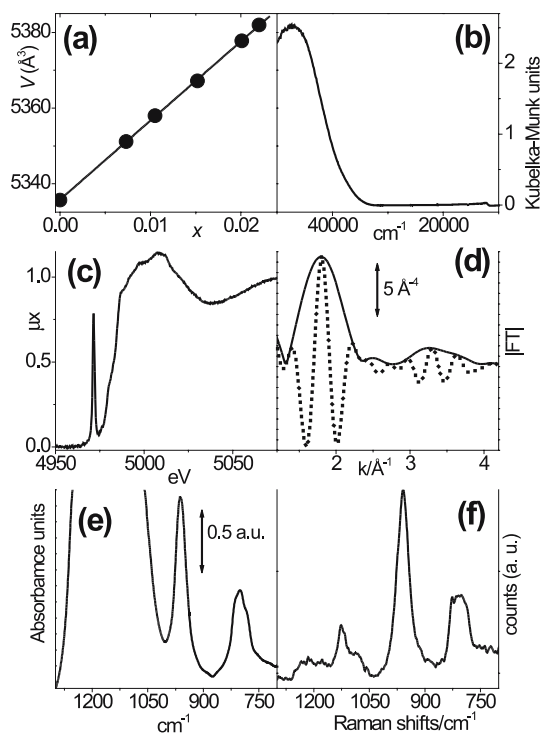 (a)
V (Å³)
5380
5360
5340
0.00
0.01
0.02
x
(b)
Kubelka-Munk units
2
1
0
40000
20000
cm⁻¹
(c)
μx
1.0
0.5
0.0
4950
5000
5050
eV
(d)
5 Å⁻⁴
|FT|
2
3
4
k/Å⁻¹
(e)
0.5 a.u.
Absorbamce units
1200
1050
900
750
cm⁻¹
(f)
counts (a. u.)
1200
1050
900
750
Raman shifts/cm⁻¹